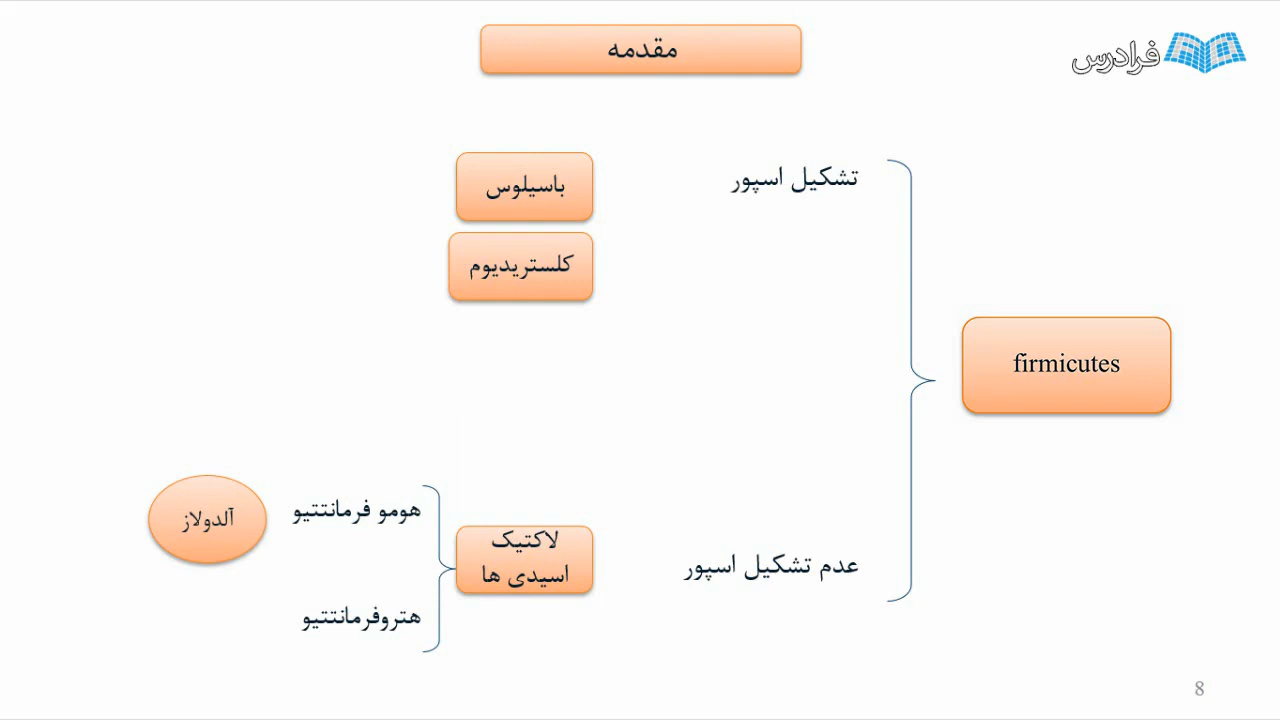 مقدمه
فرادرس
firmicutes
تشکیل اسپور
باسیلوس
کلستریدیوم
عدم تشکیل اسپور
لاکتیک
اسیدی ها
هومو فرمانتتیو
آلدولاز
هتروفرمانتتیو
8